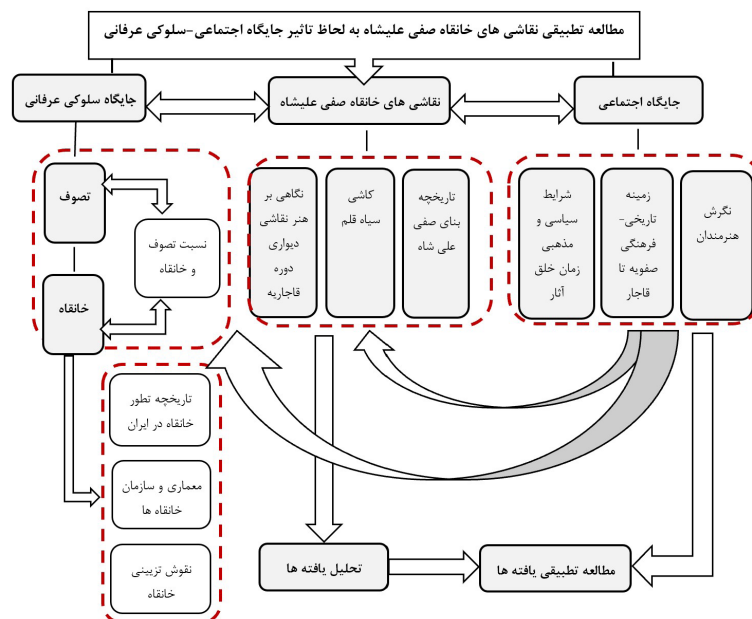 مطالعه تطبیقی نقاشی های خانقاه صفی علیشاه به لحاظ تاثیر جایگاه اجتماعی-سلوکی عرفانی
جایگاه اجتماعی
نقاشی های خانقاه صفی علیشاه
جایگاه سلوکی عرفانی
نگرش
هنرمندان
زمینه
تاریخی-
فرهنگی
صفویه تا
قاجار
شرایط
سیاسی و
مذهبی
زمان خلق
آثار
تاریخچه
بنای صفی
علی شاه
کاشی
سیاه قلم
نگاهی بر
هنر نقاشی
دیواری
دوره
قاجاریه
تصوف
نسبت تصوف
و خانقاه
خانقاه
تاریخچه تطور
خانقاه در ایران
معماری و سازمان
خانقاه ها
نقوش تزیینی
خانقاه
تحلیل یافته ها
مطالعه تطبیقی یافته ها